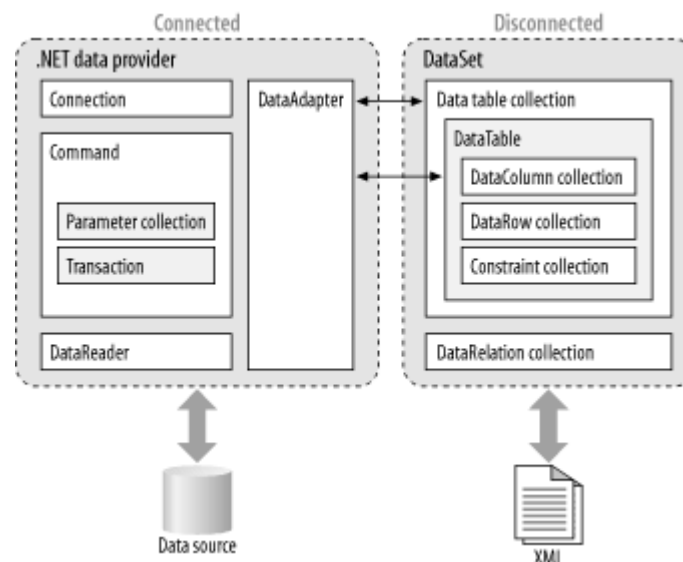 Connected
Disconnected
.NET data provider
Connection
Command
Parameter collection
Transaction
DataReader
DataAdapter
DataSet
Data table collection
DataTable
DataColumn collection
DataRow collection
Constraint collection
DataRelation collection
Data source
XML